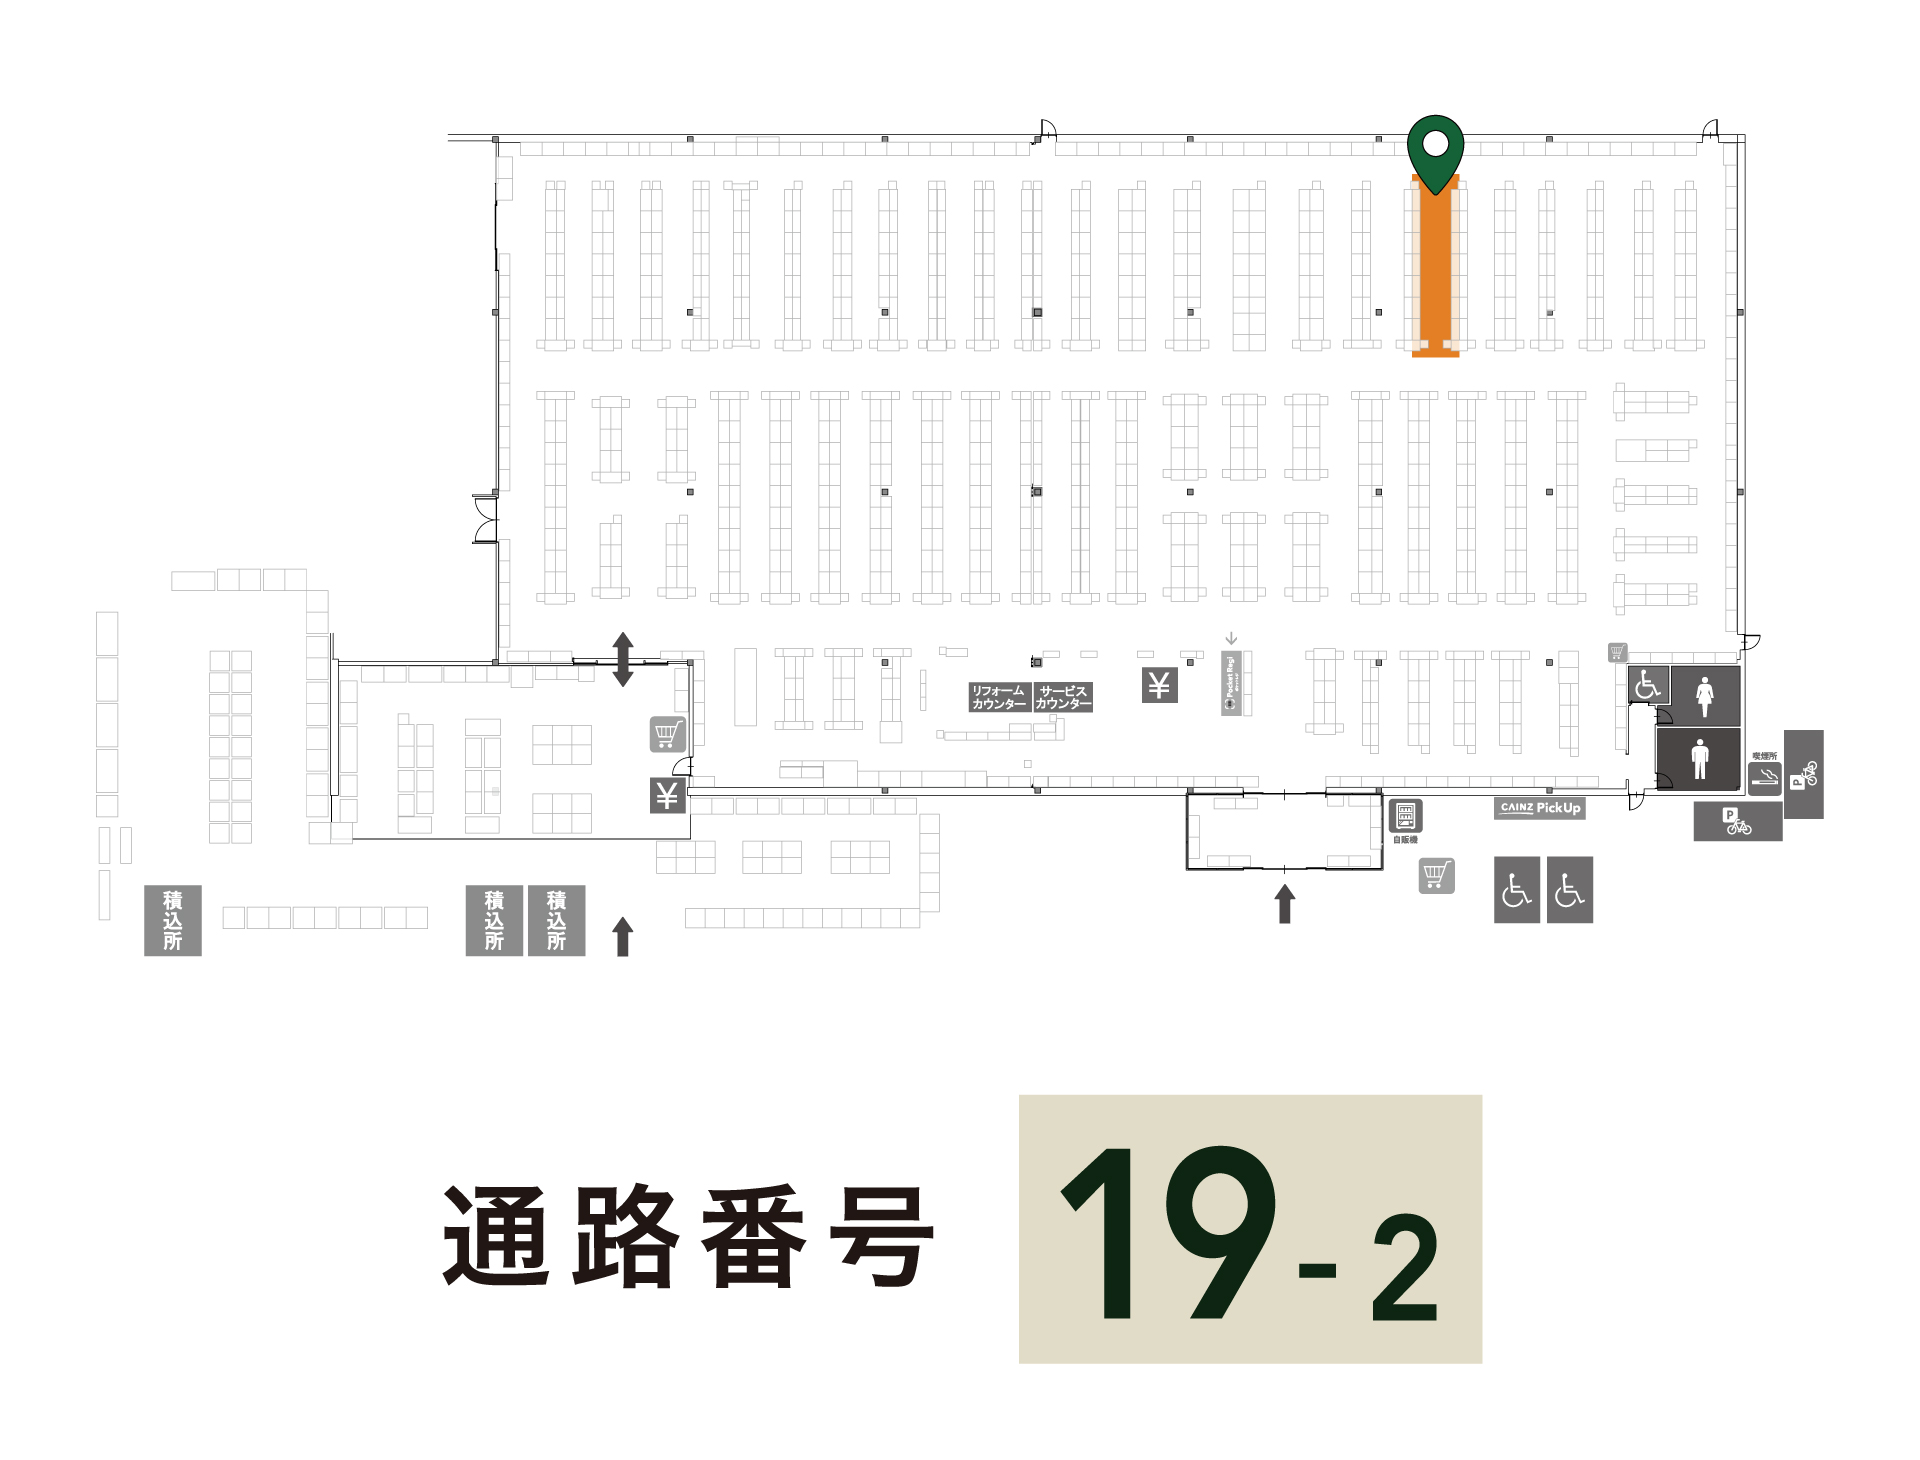 リフォーム
カウンター
サービス
カウンター
¥
Pocket Regi
¥
喫煙所
P
P
CAINZ PickUp
自販機
積込所
積込所
積込所
通路番号
19-2